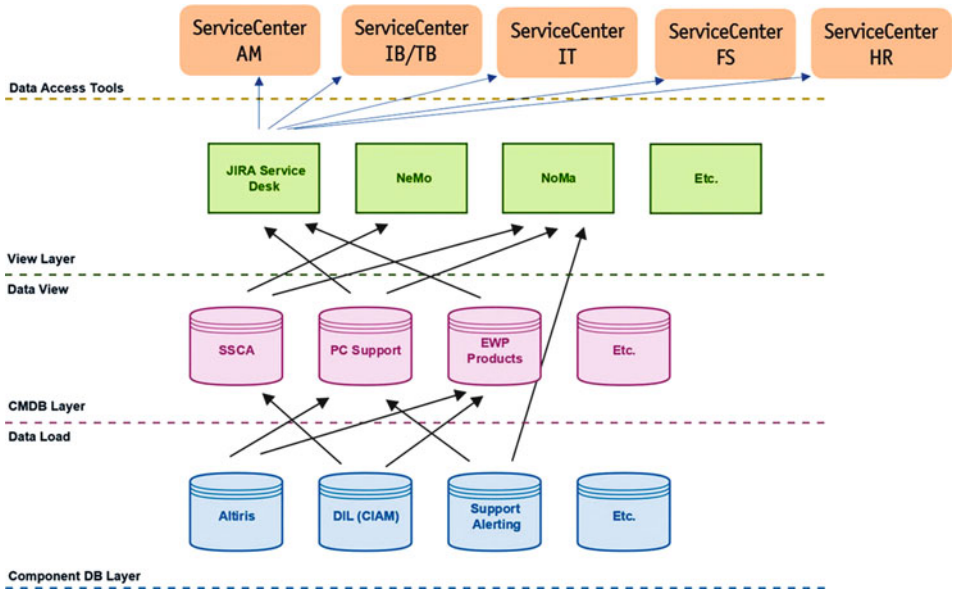 ServiceCenter
AM
ServiceCenter
IB/TB
ServiceCenter
IT
ServiceCenter
FS
ServiceCenter
HR
Data Access Tools
JIRA Service
Desk
NeMo
NoMa
Etc.
View Layer
Data View
SSCA
PC Support
EWP
Products
Etc.
CMDB Layer
Data Load
Altiris
DIL (CIAM)
Support
Alerting
Etc.
Component DB Layer